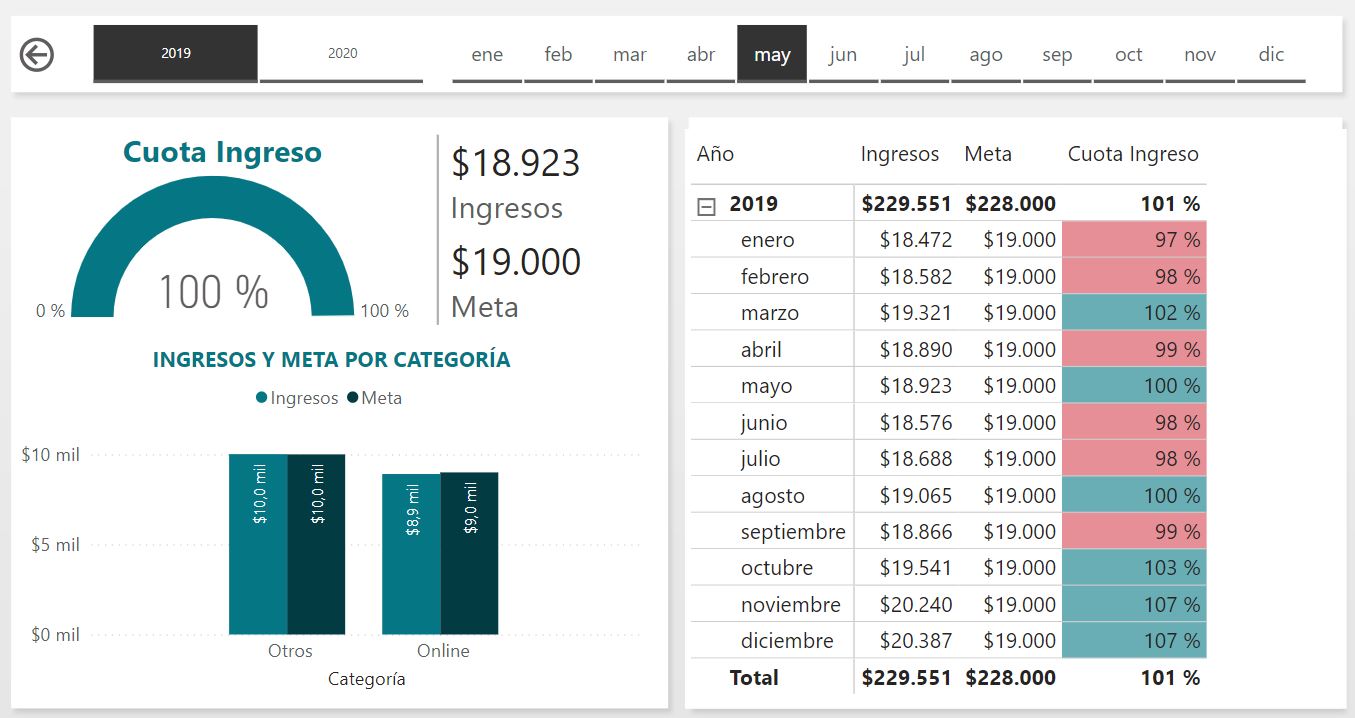 2019 2020 ene feb mar abr may jun jul ago sep oct nov dic
Cuota Ingreso
100 %
0 % 100 %
$18.923
Ingresos
$19.000
Meta
INGRESOS Y META POR CATEGORÍA
Ingresos Meta
$10 mil
$5 mil
$0 mil
$10,0 mil $10,0 mil $8,9 mil $9,0 mil
Otros Online
Categoría
Año Ingresos Meta Cuota Ingreso
2019 $229.551 $228.000 101 %
enero $18.472 $19.000 97 %
febrero $18.582 $19.000 98 %
marzo $19.321 $19.000 102 %
abril $18.890 $19.000 99 %
mayo $18.923 $19.000 100 %
junio $18.576 $19.000 98 %
julio $18.688 $19.000 98 %
agosto $19.065 $19.000 100 %
septiembre $18.866 $19.000 99 %
octubre $19.541 $19.000 103 %
noviembre $20.240 $19.000 107 %
diciembre $20.387 $19.000 107 %
Total $229.551 $228.000 101 %